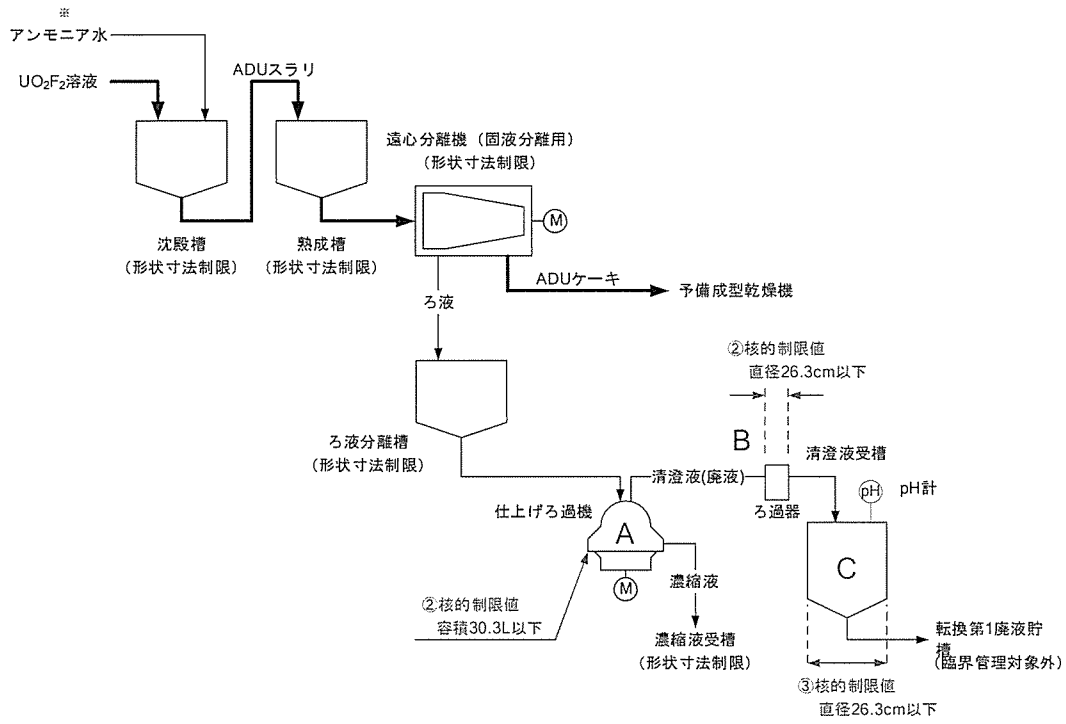 ※
アンモニア水
UO₂F₂溶液
ADUスラリ
遠心分離機（固液分離用）
（形状寸法制限）
M
沈殿槽
（形状寸法制限）
熟成槽
（形状寸法制限）
ADUケーキ
予備成型乾燥機
ろ液
②核的制限値
直径26.3cm以下
ろ液分離槽
（形状寸法制限）
B
清澄液受槽
清澄液(廃液)
pH
pH計
仕上げろ過機
ろ過器
A
C
M
濃縮液
②核的制限値
容積30.3L以下
濃縮液受槽
（形状寸法制限）
転換第1廃液貯
槽
（臨界管理対象外）
③核的制限値
直径26.3cm以下